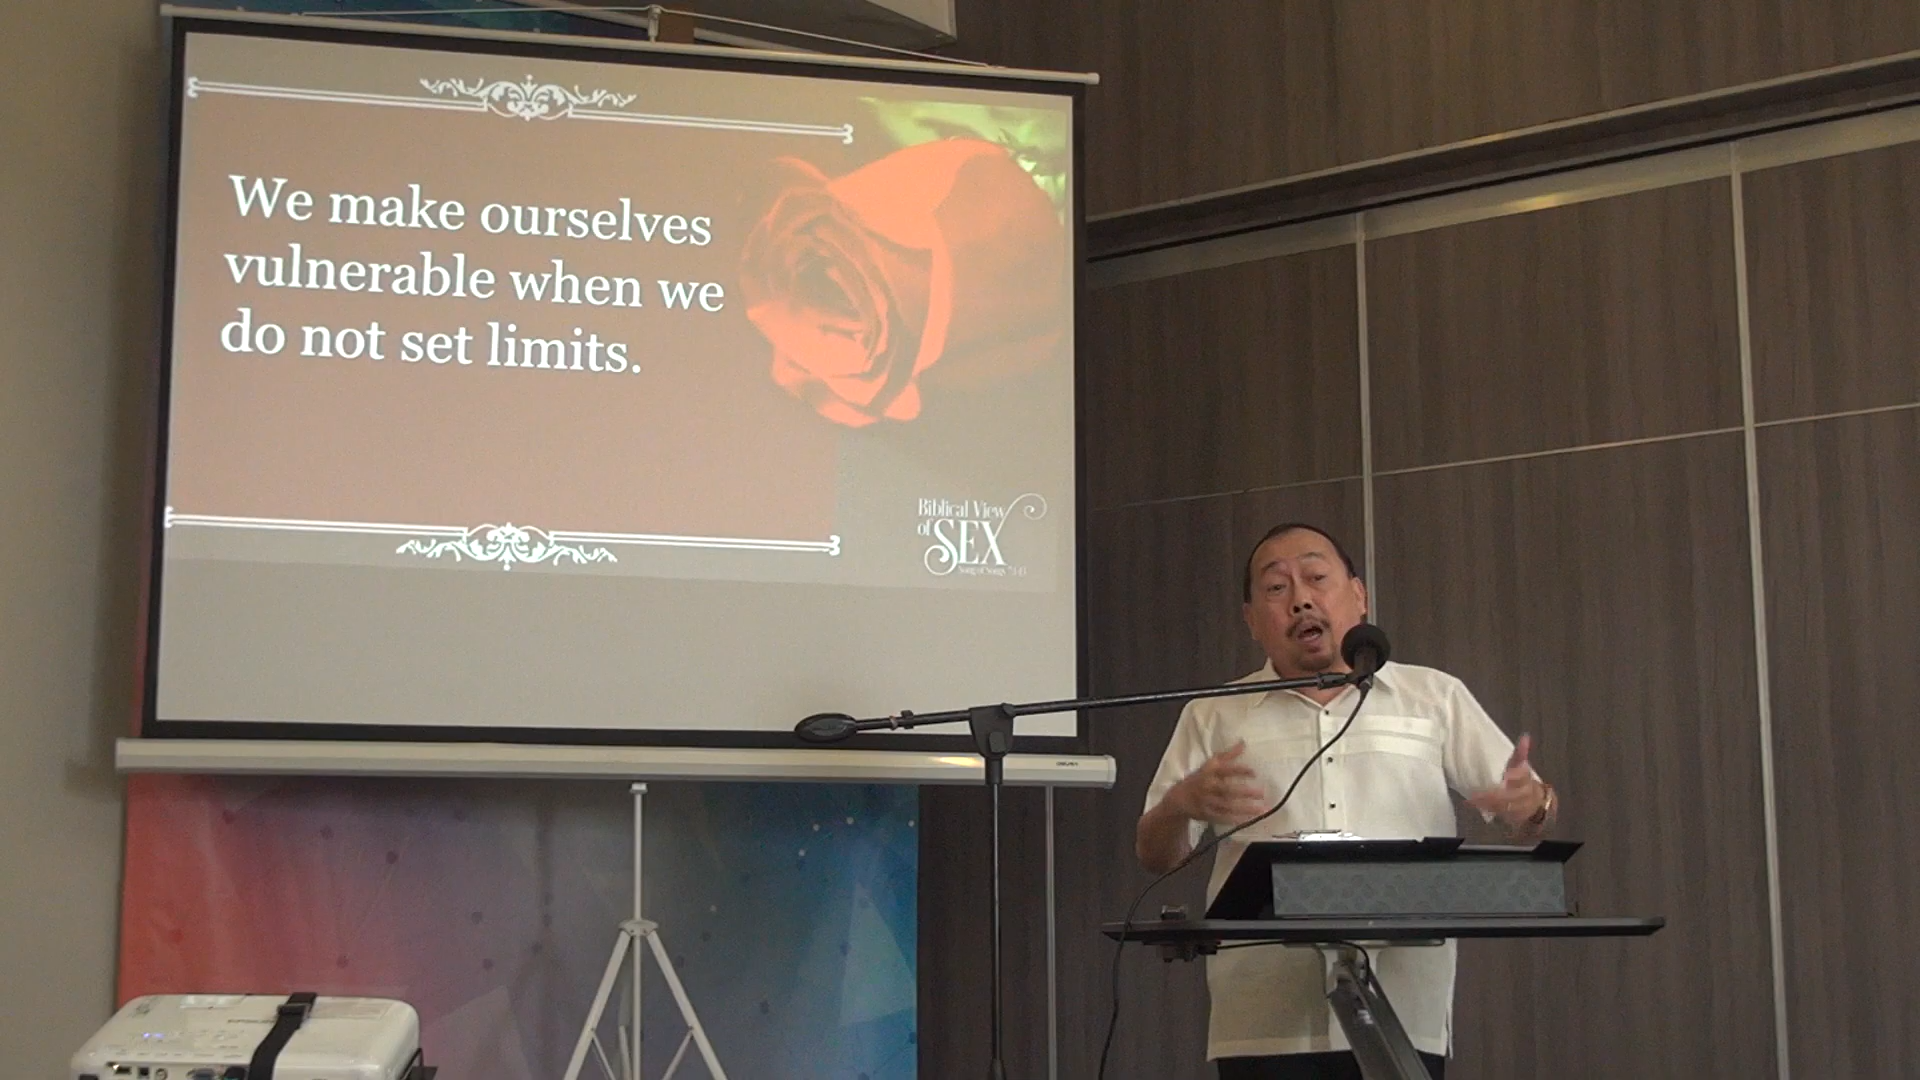 We make ourselves
vulnerable when we
do not set limits.
Biblical View
of SEX